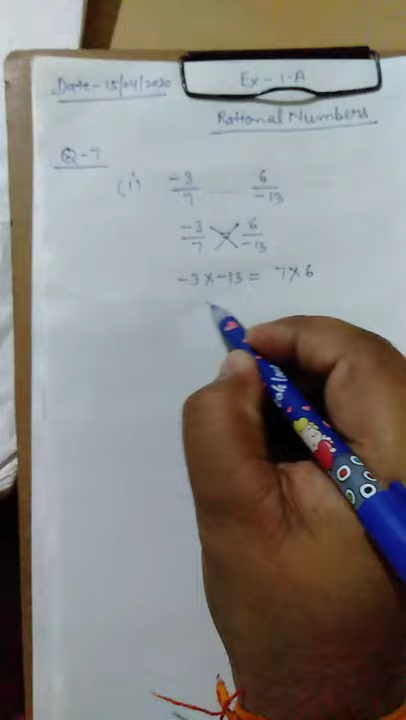 Date-15/04/2020
Ex-1.A
Rational Numbers
Q-7
(i) -3/7 ..... 6/-13
-3/7 6/-13
-3×-13 = 7×6